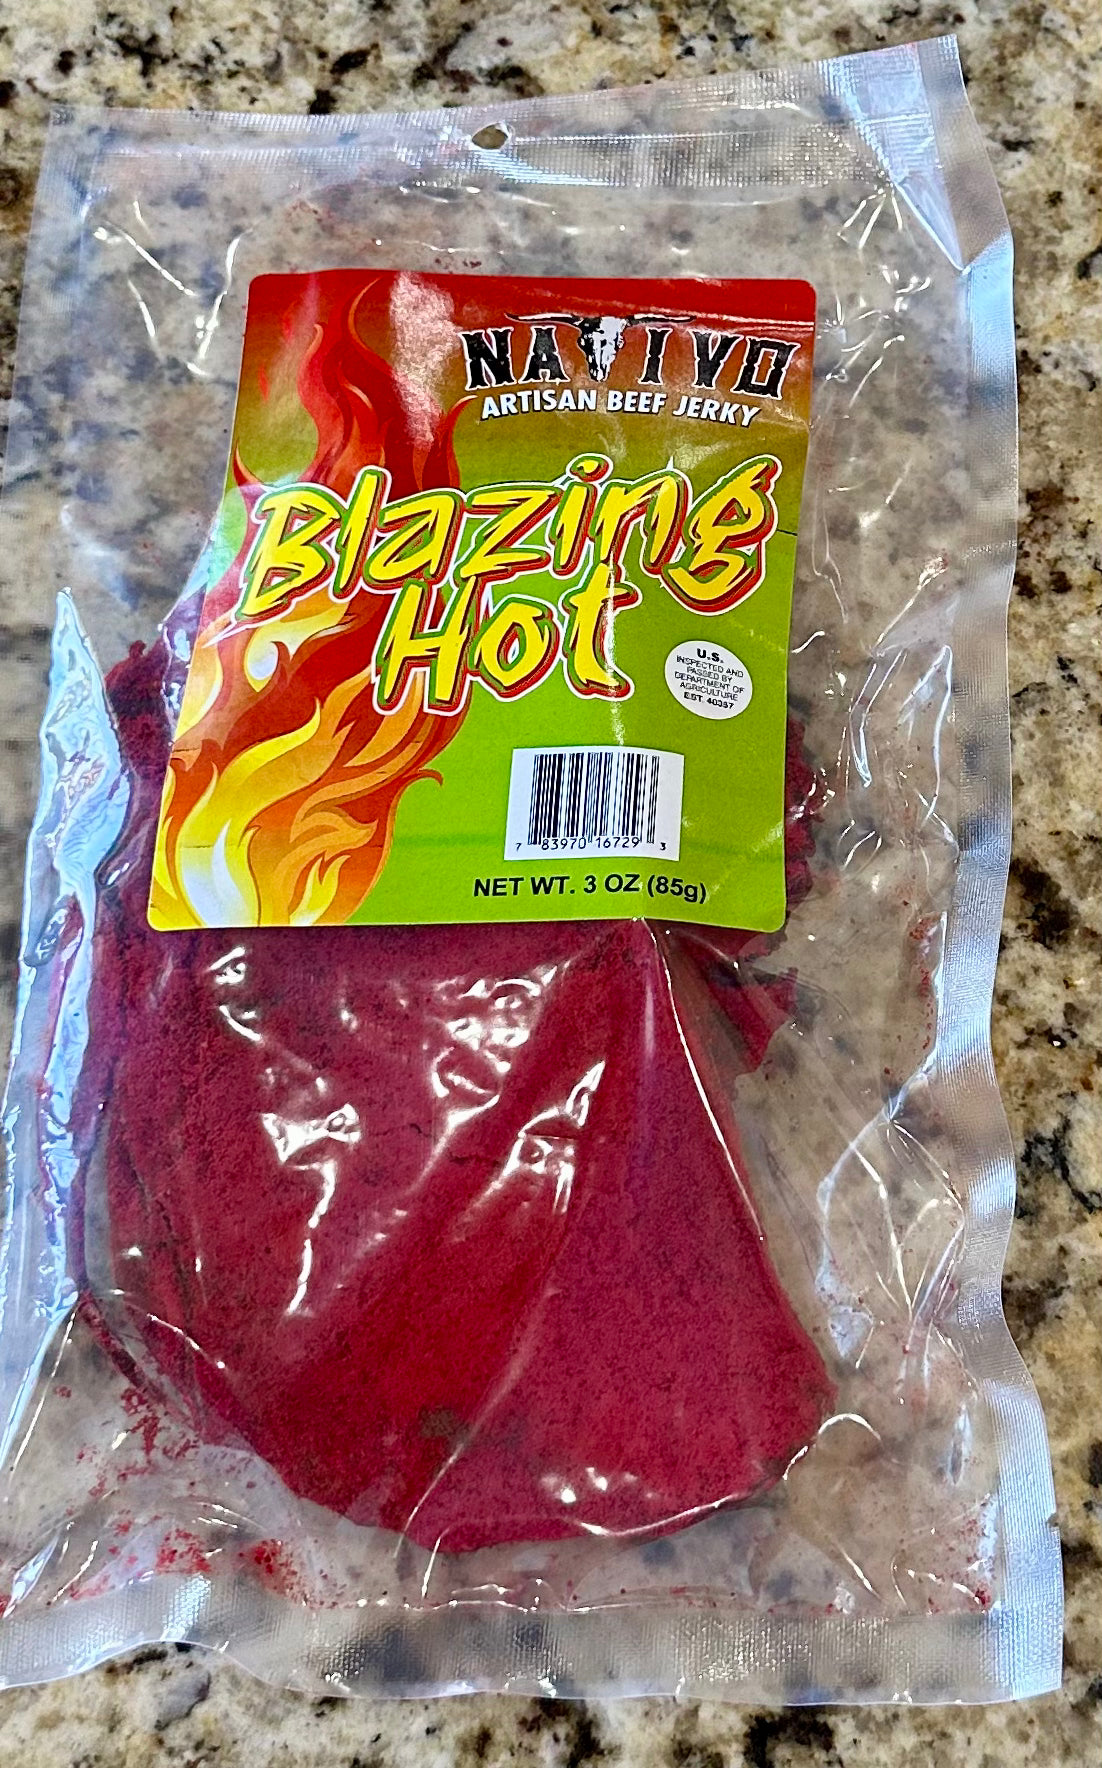 NATIVO
ARTISAN BEEF JERKY
Blazing
Hot
U.S.
INSPECTED AND
PASSED BY
DEPARTMENT OF
AGRICULTURE
EST. 40357
7 83970 16729 3
NET WT. 3 OZ (85g)